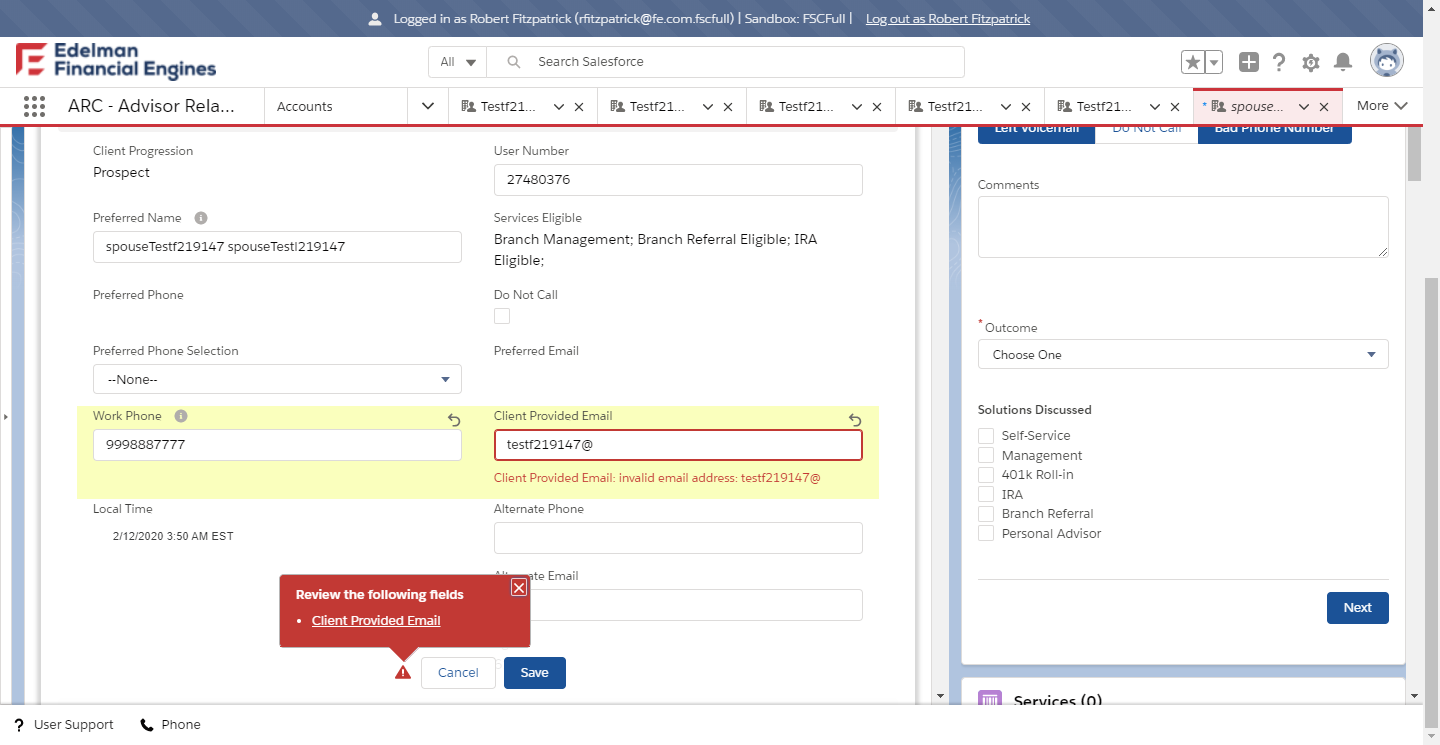 Logged in as Robert Fitzpatrick (rfitzpatrick@fe.com.fscfull) | Sandbox: FSCFull | Log out as Robert Fitzpatrick
Edelman
Financial Engines
All
Search Salesforce
ARC - Advisor Rela...
Accounts
Testf21...
Testf21...
Testf21...
Testf21...
Testf21...
* spouse...
More
Left Voicemail
Do Not Call
Bad Phone Number
Client Progression
Prospect
User Number
27480376
Preferred Name
spouseTestf219147 spouseTestl219147
Services Eligible
Branch Management; Branch Referral Eligible; IRA
Eligible;
Preferred Phone
Do Not Call
Preferred Phone Selection
--None--
Preferred Email
Work Phone
9998887777
Client Provided Email
testf219147@
Client Provided Email: invalid email address: testf219147@
Local Time
2/12/2020 3:50 AM EST
Alternate Phone
Alternate Email
Review the following fields
• Client Provided Email
Cancel
Save
Comments
* Outcome
Choose One
Solutions Discussed
Self-Service
Management
401k Roll-in
IRA
Branch Referral
Personal Advisor
Next
Services (0)
? User Support
Phone